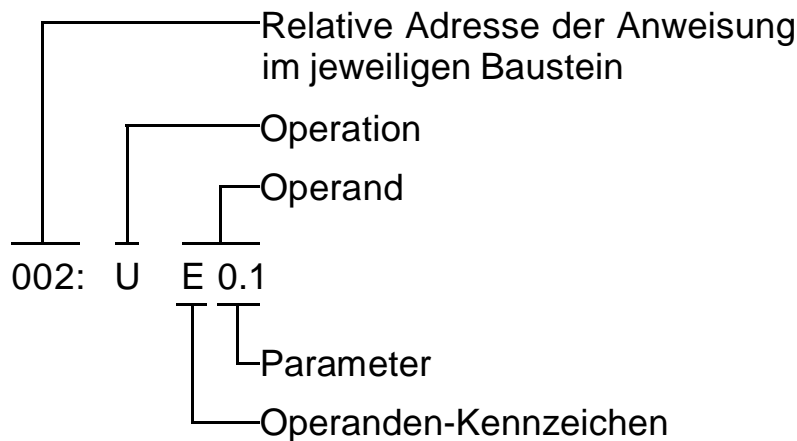 Relative Adresse der Anweisung
im jeweiligen Baustein
Operation
Operand
002: U E 0.1
Parameter
Operanden-Kennzeichen